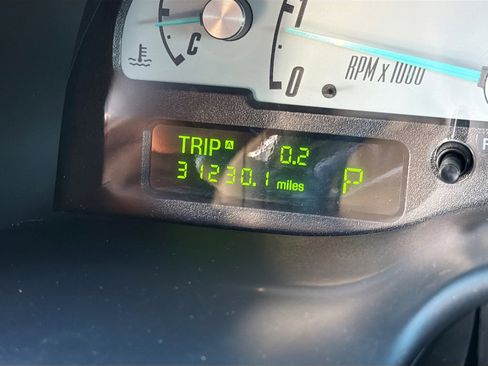 C
1
0
RPM x 1000
TRIP A 0.2
31230.1 miles P